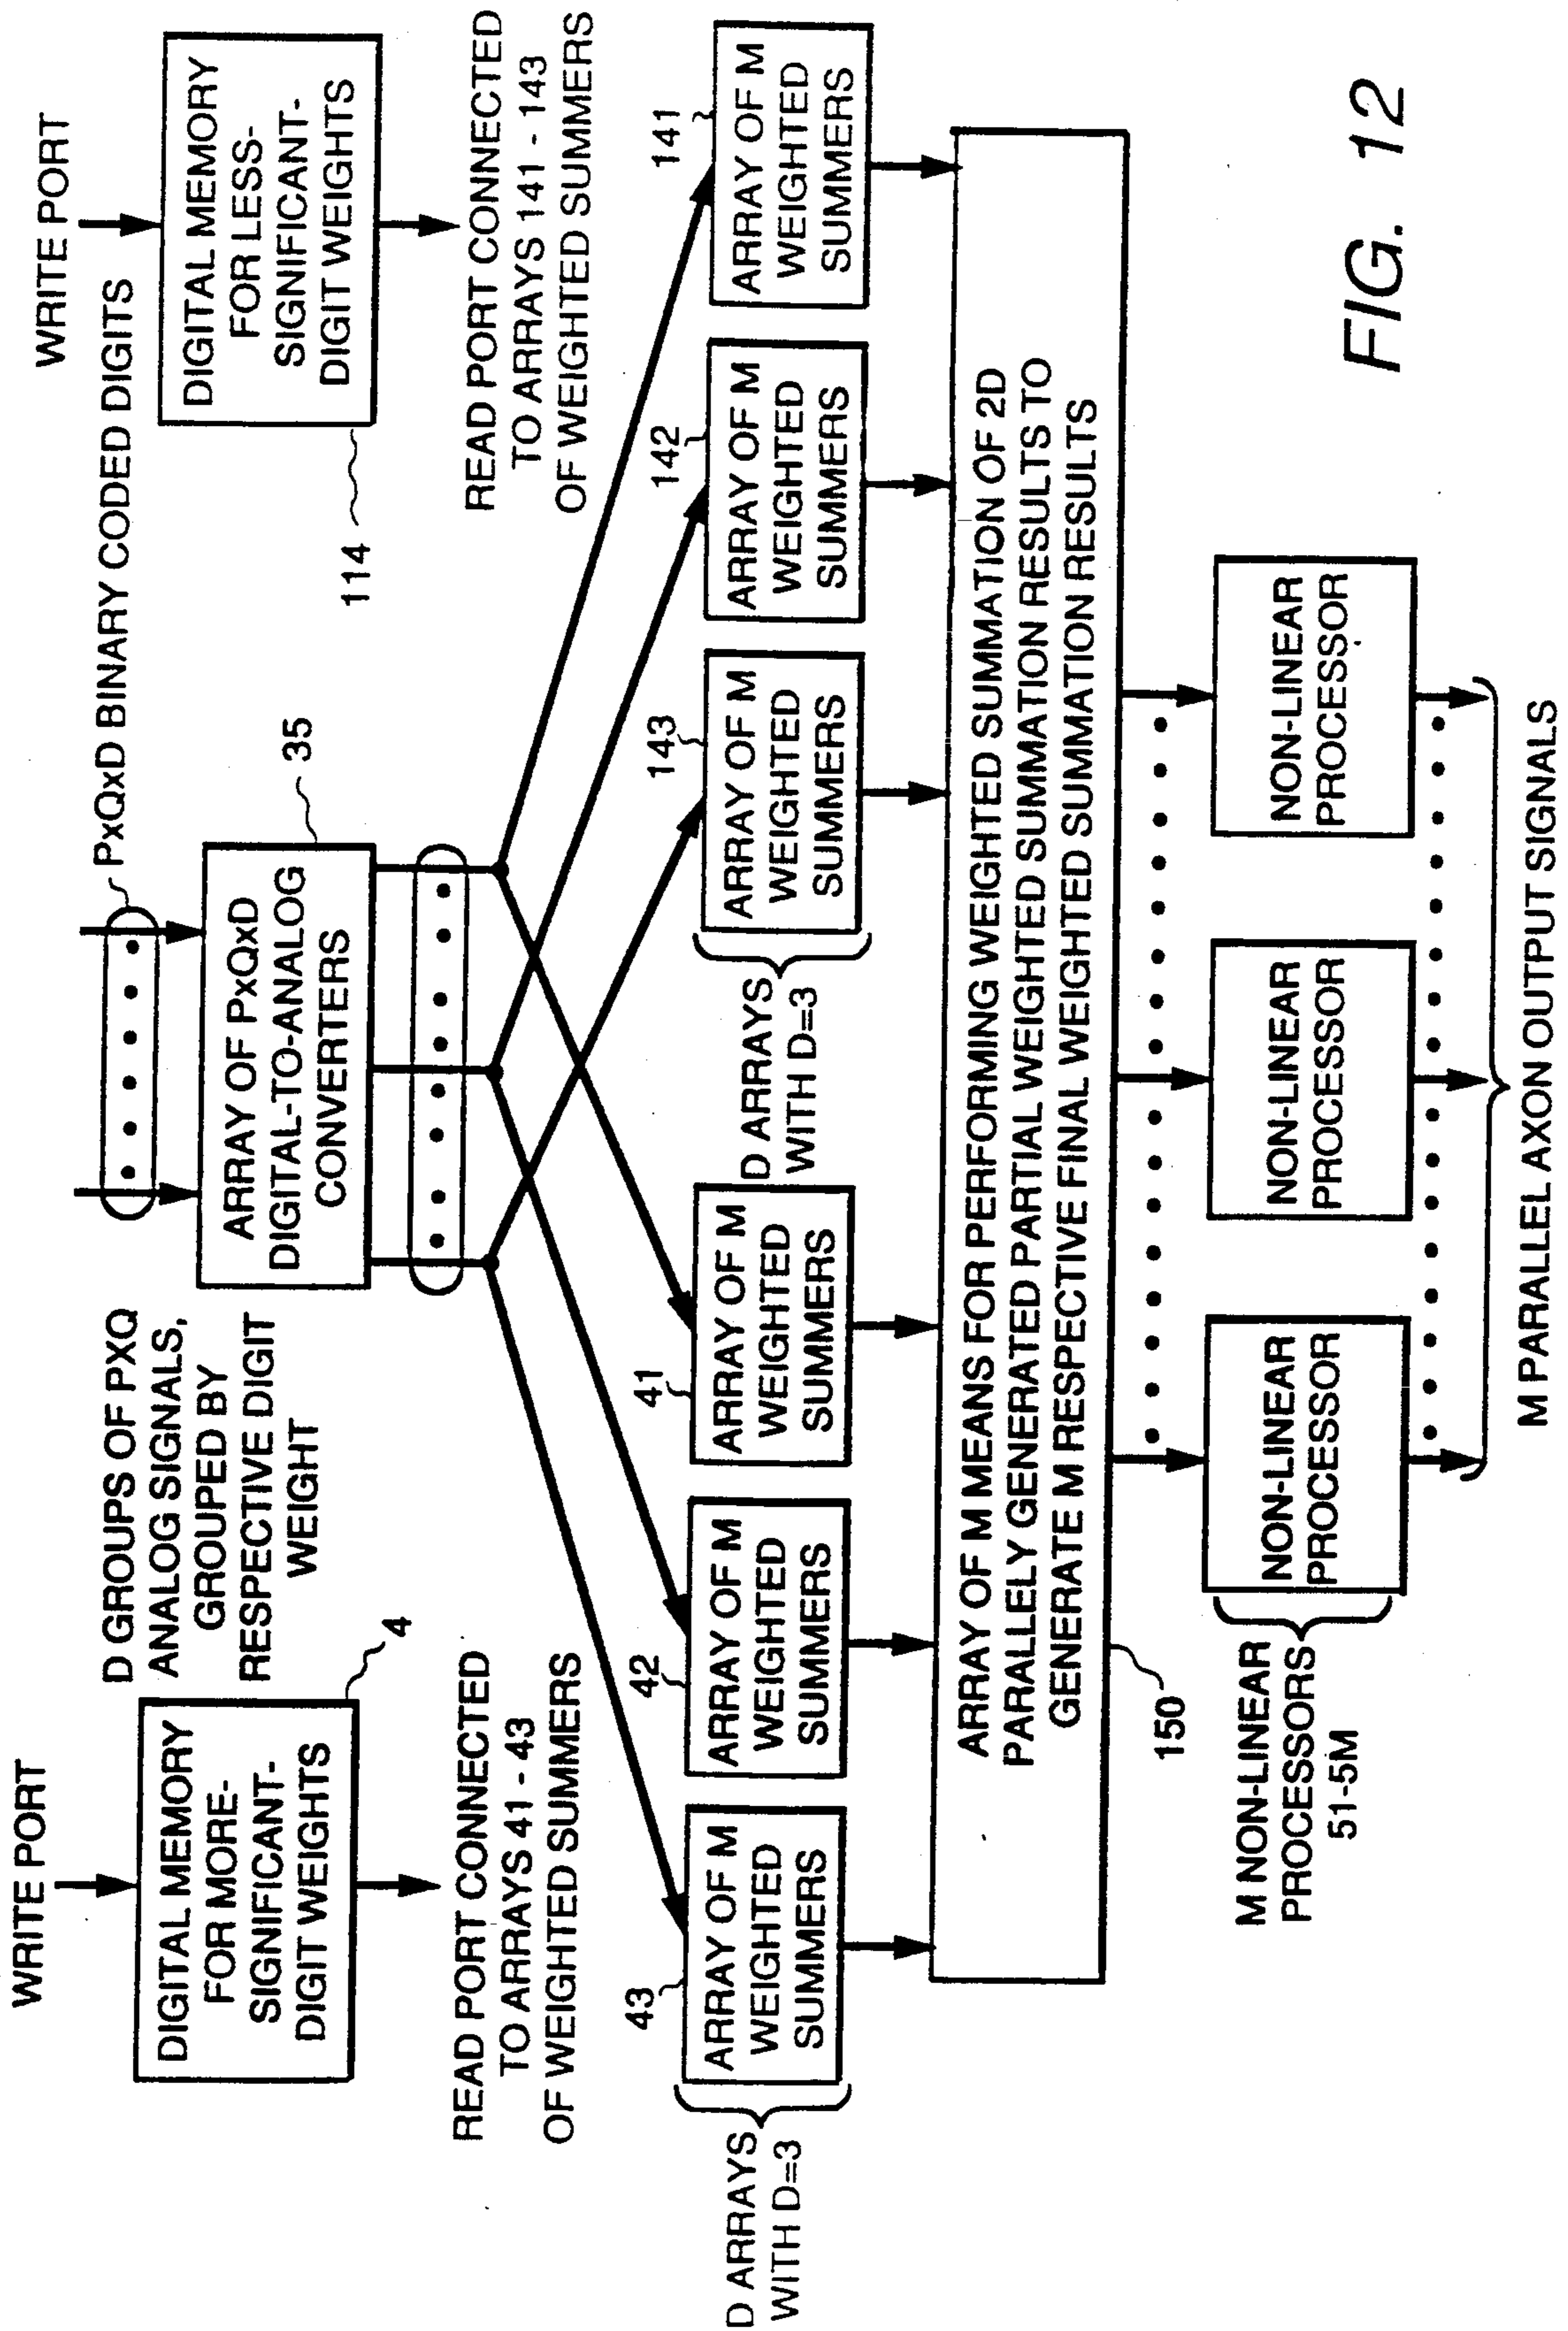 WRITE PORT
DIGITAL MEMORY
FOR MORE-
SIGNIFICANT-
DIGIT WEIGHTS
4
READ PORT CONNECTED
TO ARRAYS 41 - 43
OF WEIGHTED SUMMERS
D GROUPS OF PXQ
ANALOG SIGNALS,
GROUPED BY
RESPECTIVE DIGIT
WEIGHT
PxQxD BINARY CODED DIGITS
ARRAY OF PxQxD
DIGITAL-TO-ANALOG
CONVERTERS
35
WRITE PORT
DIGITAL MEMORY
FOR LESS-
SIGNIFICANT-
DIGIT WEIGHTS
114
READ PORT CONNECTED
TO ARRAYS 141 - 143
OF WEIGHTED SUMMERS
D ARRAYS
WITH D=3
43
ARRAY OF M
WEIGHTED
SUMMERS
42
ARRAY OF M
WEIGHTED
SUMMERS
41
ARRAY OF M
WEIGHTED
SUMMERS
D ARRAYS
WITH D=3
143
ARRAY OF M
WEIGHTED
SUMMERS
142
ARRAY OF M
WEIGHTED
SUMMERS
141
ARRAY OF M
WEIGHTED
SUMMERS
ARRAY OF M MEANS FOR PERFORMING WEIGHTED SUMMATION OF 2D
PARALLELY GENERATED PARTIAL WEIGHTED SUMMATION RESULTS TO
GENERATE M RESPECTIVE FINAL WEIGHTED SUMMATION RESULTS
150
M NON-LINEAR
PROCESSORS
51-5M
NON-LINEAR
PROCESSOR
NON-LINEAR
PROCESSOR
NON-LINEAR
PROCESSOR
M PARALLEL AXON OUTPUT SIGNALS
FIG. 12